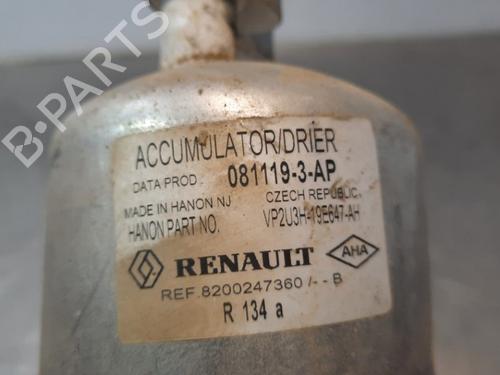 ACCUMULATOR/DRIER
DATA PROD. 081119-3-AP
MADE IN HANON NJ CZECH REPUBLIC
HANON PART NO. VP2U3H-19E647-AH
RENAULT AHA
REF.8200247360/--B
R 134 a
B-PARTS